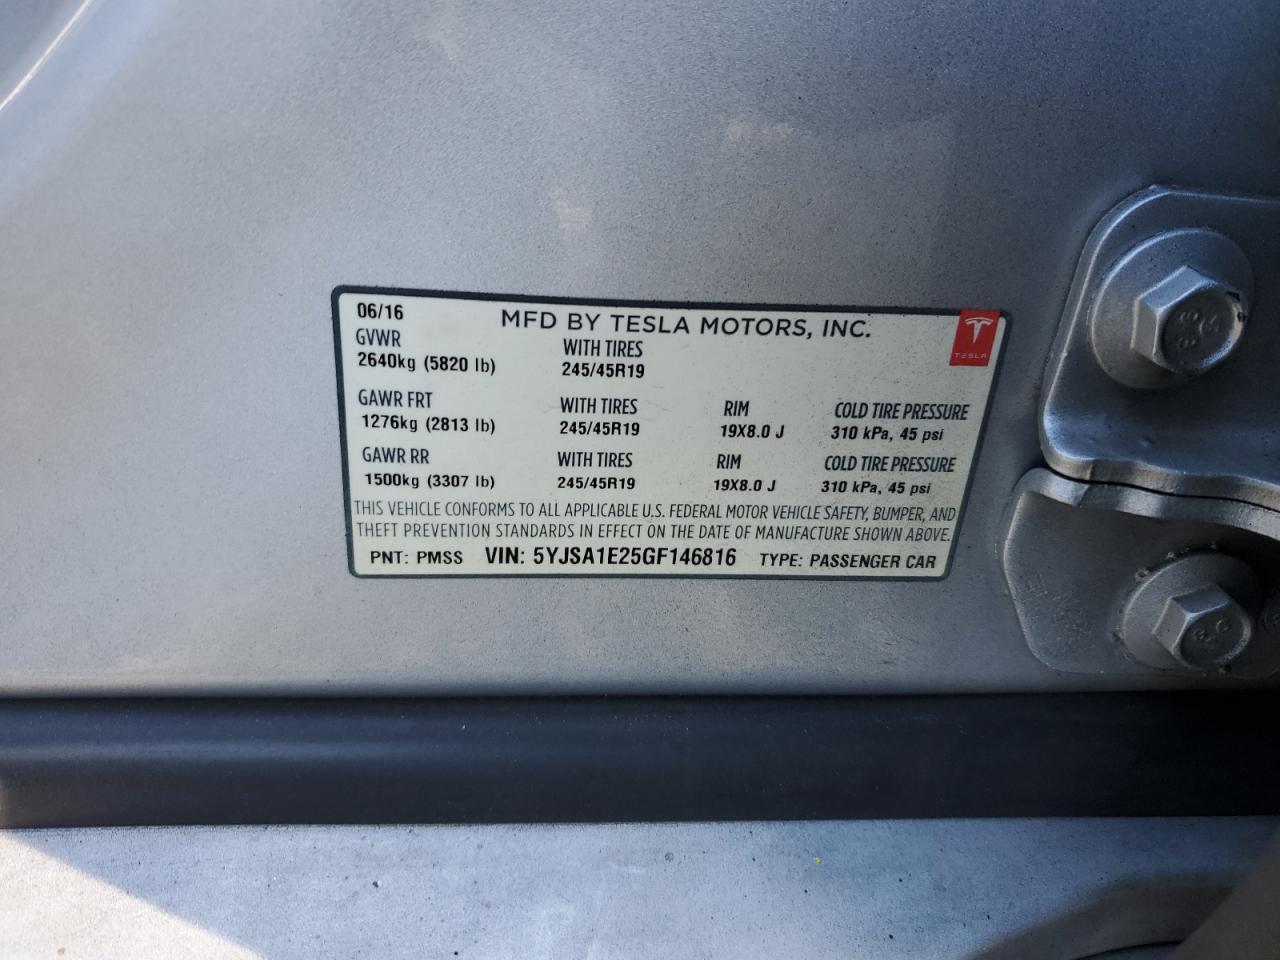 06/16
MFD BY TESLA MOTORS, INC.
TESLA
GVWR WITH TIRES
2640kg (5820 lb) 245/45R19
GAWR FRT WITH TIRES RIM COLD TIRE PRESSURE
1276kg (2813 lb) 245/45R19 19X8.0 J 310 kPa, 45 psi
GAWR RR WITH TIRES RIM COLD TIRE PRESSURE
1500kg (3307 lb) 245/45R19 19X8.0 J 310 kPa, 45 psi
THIS VEHICLE CONFORMS TO ALL APPLICABLE U.S. FEDERAL MOTOR VEHICLE SAFETY, BUMPER, AND
THEFT PREVENTION STANDARDS IN EFFECT ON THE DATE OF MANUFACTURE SHOWN ABOVE.
PNT: PMSS VIN: 5YJSA1E25GF146816 TYPE: PASSENGER CAR